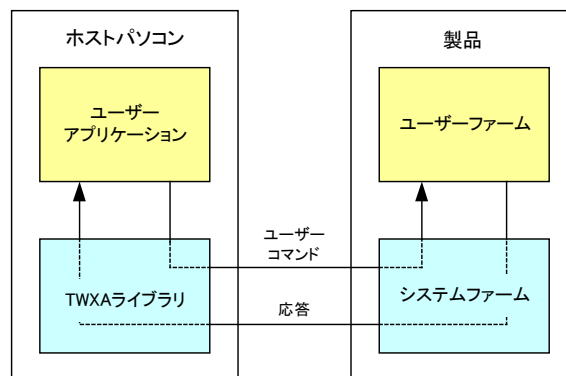 ホストパソコン
ユーザー
アプリケーション
TWXAライブラリ
ユーザー
コマンド
応答
製品
ユーザーファーム
システムファーム